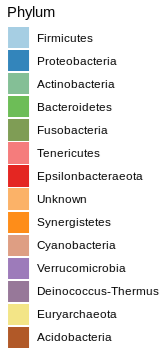 Phylum
Firmicutes
Proteobacteria
Actinobacteria
Bacteroidetes
Fusobacteria
Tenericutes
Epsilonbacteraeota
Unknown
Synergistetes
Cyanobacteria
Verrucomicrobia
Deinococcus-Thermus
Euryarchaeota
Acidobacteria